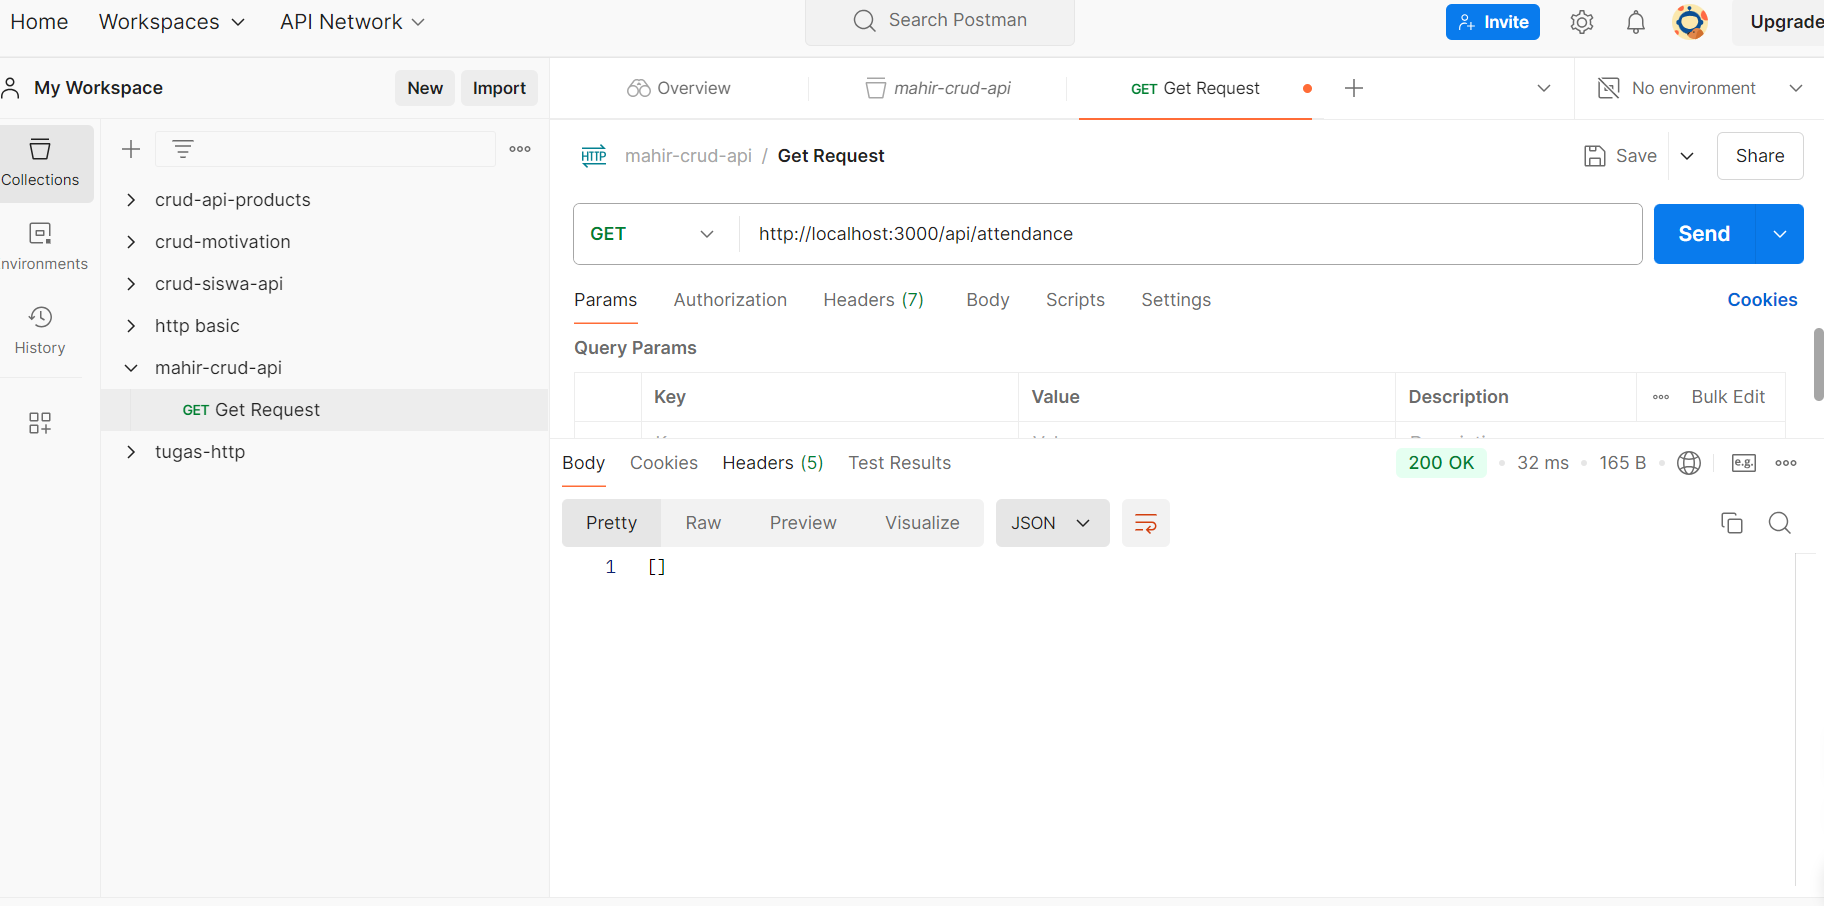 Home Workspaces API Network Search Postman Invite Upgrade
My Workspace New Import
Overview mahir-crud-api GET Get Request No environment
Collections
nvironments
History
crud-api-products
crud-motivation
crud-siswa-api
http basic
mahir-crud-api
GET Get Request
tugas-http
HTTP mahir-crud-api / Get Request Save Share
GET http://localhost:3000/api/attendance Send
Params Authorization Headers (7) Body Scripts Settings Cookies
Query Params
Key Value Description Bulk Edit
Body Cookies Headers (5) Test Results 200 OK 32 ms 165 B e.g.
Pretty Raw Preview Visualize JSON
1 []